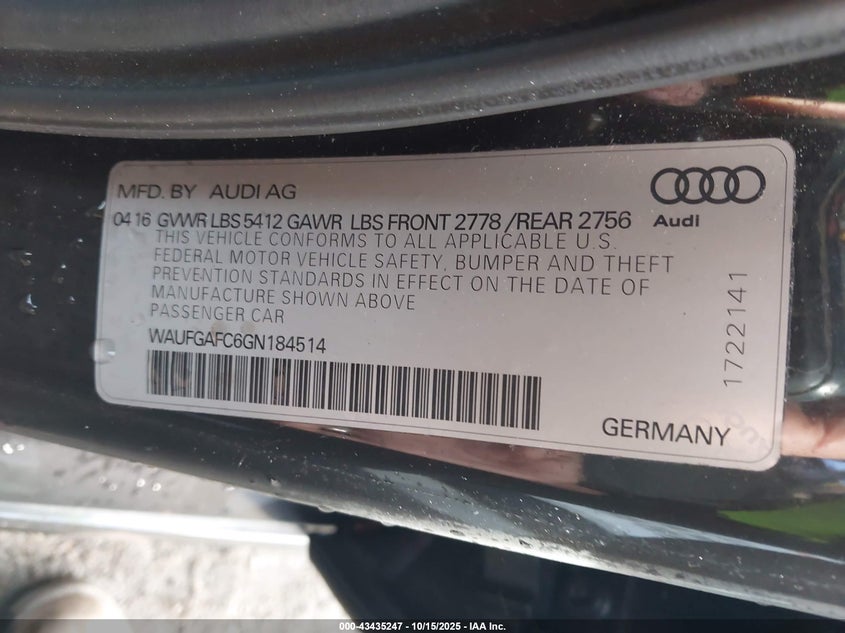 MFD. BY AUDI AG
Audi
04 16 GVWR LBS 5412 GAWR LBS FRONT 2778 /REAR 2756
THIS VEHICLE CONFORMS TO ALL APPLICABLE U.S.
FEDERAL MOTOR VEHICLE SAFETY, BUMPER AND THEFT
PREVENTION STANDARDS IN EFFECT ON THE DATE OF
MANUFACTURE SHOWN ABOVE
PASSENGER CAR
WAUFGAFC6GN184514
GERMANY
1722141
000-43435247 - 10/15/2025 - IAA Inc.